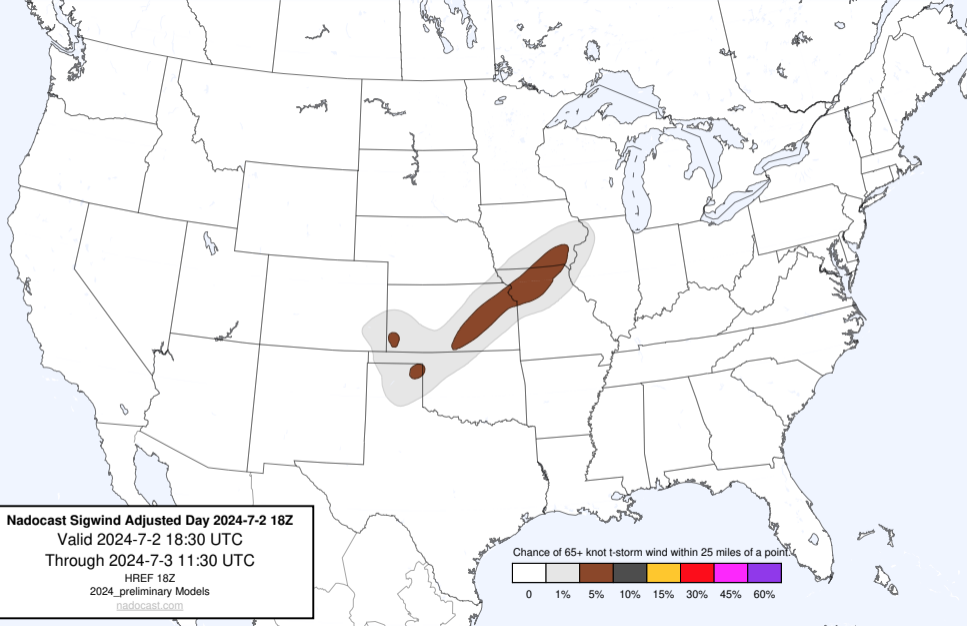 Nadocast Sigwind Adjusted Day 2024-7-2 18Z
Valid 2024-7-2 18:30 UTC
Through 2024-7-3 11:30 UTC
HREF 18Z
2024_preliminary Models
nadocast.com
Chance of 65+ knot t-storm wind within 25 miles of a point.
0 1% 5% 10% 15% 30% 45% 60%